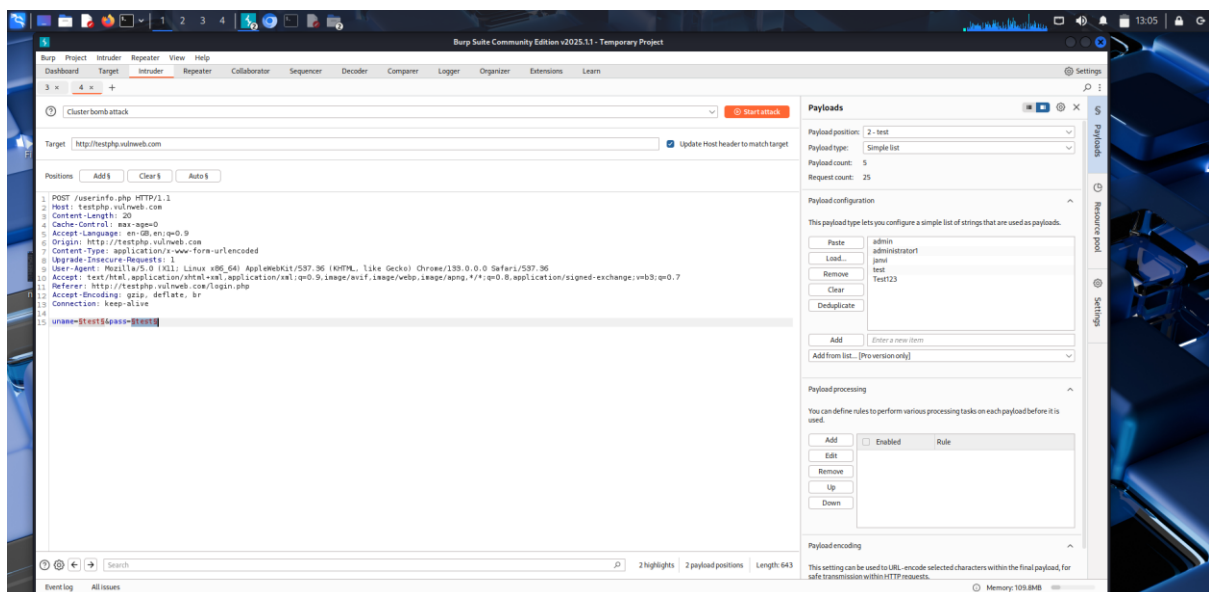 1 2 3 4
13:05
Burp Suite Community Edition v2025.1.1 - Temporary Project
Burp Project Intruder Repeater View Help
Dashboard Target Intruder Repeater Collaborator Sequencer Decoder Comparer Logger Organizer Extensions Learn
Settings
3 × 4 × +
Cluster bomb attack
Start attack
Target http://testphp.vulnweb.com
Update Host header to match target
Positions Add § Clear § Auto §
1 POST /userinfo.php HTTP/1.1
2 Host: testphp.vulnweb.com
3 Content-Length: 20
4 Cache-Control: max-age=0
5 Accept-Language: en-GB,en;q=0.9
6 Origin: http://testphp.vulnweb.com
7 Content-Type: application/x-www-form-urlencoded
8 Upgrade-Insecure-Requests: 1
9 User-Agent: Mozilla/5.0 (X11; Linux x86_64) AppleWebKit/537.36 (KHTML, like Gecko) Chrome/133.0.0.0 Safari/537.36
10 Accept: text/html,application/xhtml+xml,application/xml;q=0.9,image/avif,image/webp,image/apng,*/*;q=0.8,application/signed-exchange;v=b3;q=0.7
11 Referer: http://testphp.vulnweb.com/login.php
12 Accept-Encoding: gzip, deflate, br
13 Connection: keep-alive
14
15 uname=§test§&pass=§test§
Search
2 highlights 2 payload positions Length: 643
Event log All issues
Payloads
Payload position: 2 - test
Payload type: Simple list
Payload count: 5
Request count: 25
Payload configuration
This payload type lets you configure a simple list of strings that are used as payloads.
Paste
Load...
Remove
Clear
Deduplicate
admin
administrator1
janvi
test
Test123
Add Enter a new item
Add from list... [Pro version only]
Payload processing
You can define rules to perform various processing tasks on each payload before it is
used.
Add Enabled Rule
Edit
Remove
Up
Down
Payload encoding
This setting can be used to URL-encode selected characters within the final payload, for
safe transmission within HTTP requests.
Memory: 109.8MB
Payloads
Resource pool
Settings